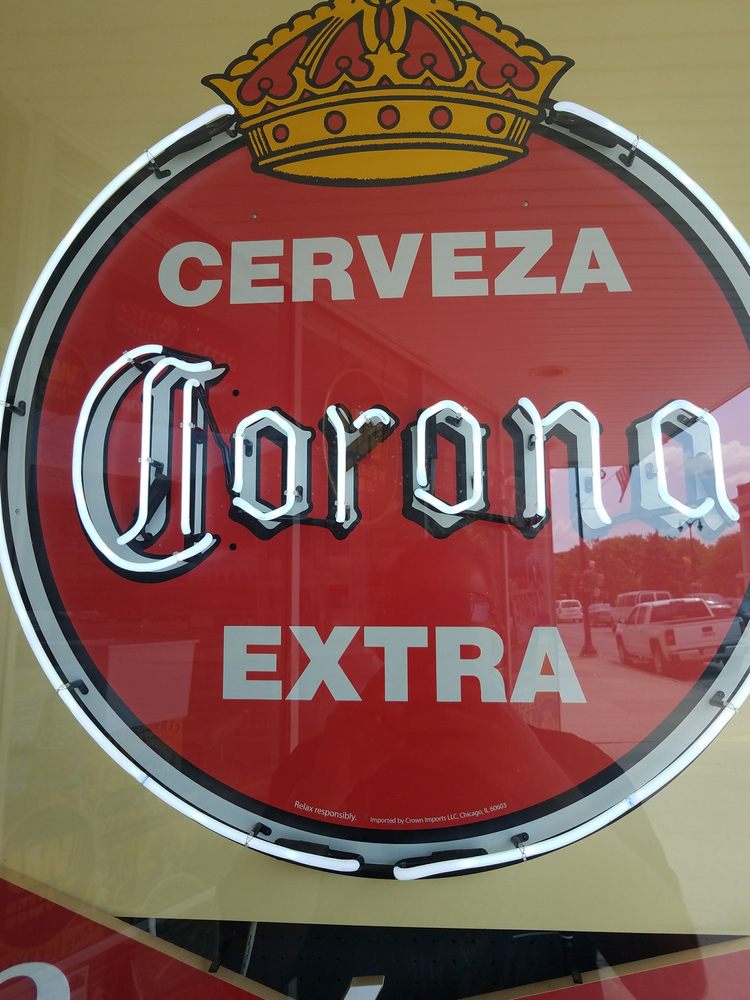 CERVEZA
Corona
EXTRA
Relax responsibly. Imported by Crown Imports LLC, Chicago, IL 60603